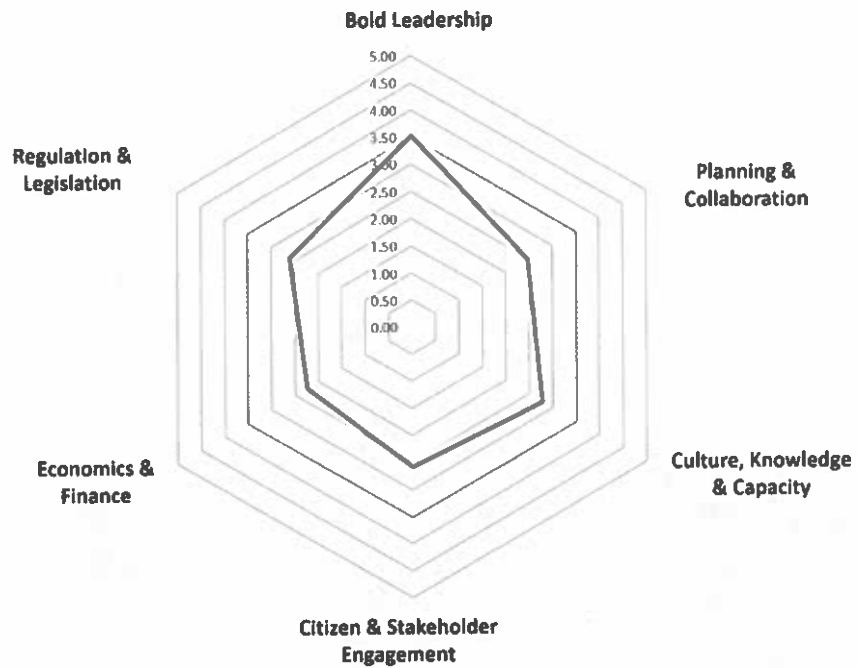 Bold Leadership
5.00
4.50
4.00
3.50
3.00
2.50
2.00
1.50
1.00
0.50
0.00
Regulation &
Legislation
Planning &
Collaboration
Economics &
Finance
Culture, Knowledge
& Capacity
Citizen & Stakeholder
Engagement